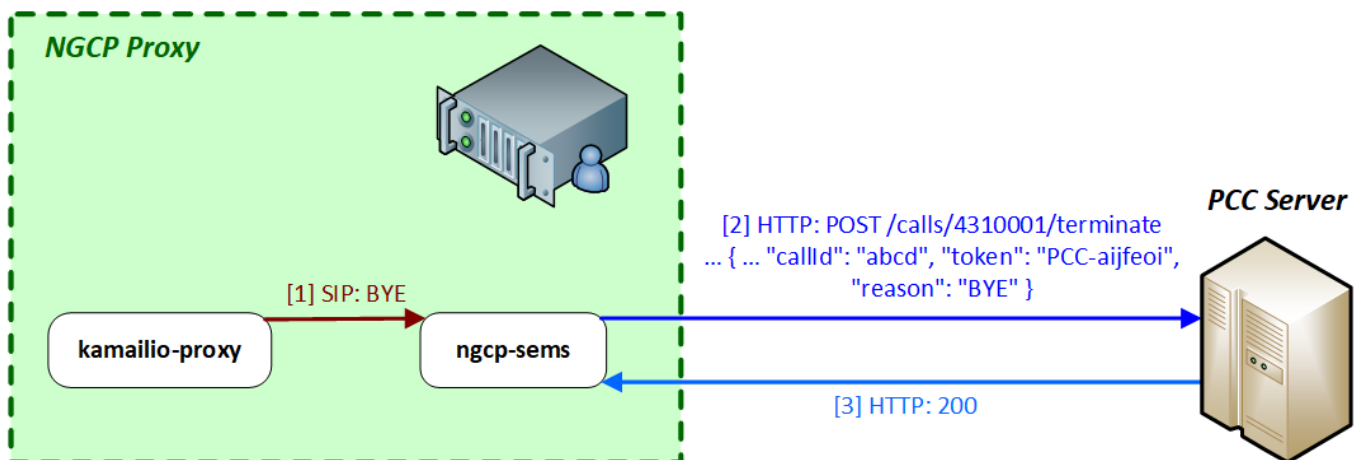 NGCP Proxy
PCC Server
[2] HTTP: POST /calls/4310001/terminate
... { ... "callId": "abcd", "token": "PCC-aijfeoi",
"reason": "BYE" }
[1] SIP: BYE
kamailio-proxy
ngcp-sems
[3] HTTP: 200